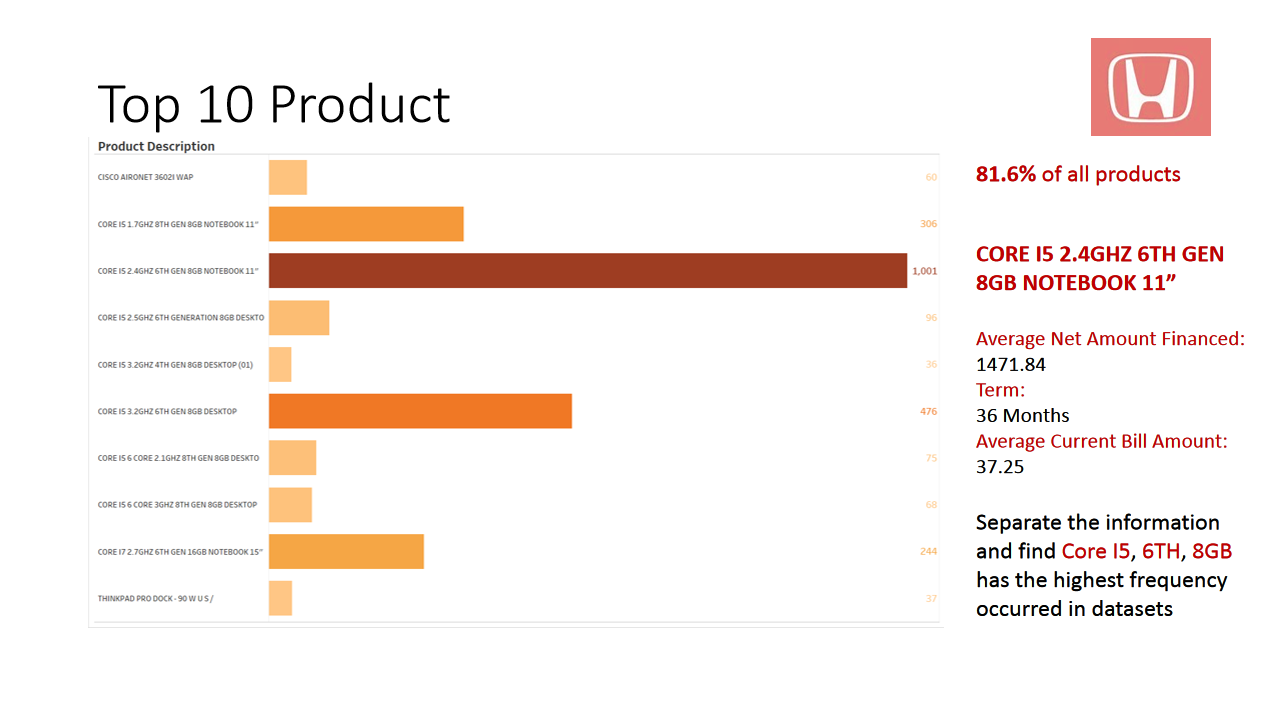 Top 10 Product
Product Description
CISCO AIRONET 3602I WAP 60
CORE I5 1.7GHZ 8TH GEN 8GB NOTEBOOK 11" 306
CORE I5 2.4GHZ 6TH GEN 8GB NOTEBOOK 11" 1,001
CORE I5 2.5GHZ 6TH GENERATION 8GB DESKTO 96
CORE I5 3.2GHZ 4TH GEN 8GB DESKTOP (01) 36
CORE I5 3.2GHZ 6TH GEN 8GB DESKTOP 476
CORE I5 6 CORE 2.1GHZ 8TH GEN 8GB DESKTO 75
CORE I5 6 CORE 3GHZ 8TH GEN 8GB DESKTOP 68
CORE I7 2.7GHZ 6TH GEN 16GB NOTEBOOK 15" 244
THINKPAD PRO DOCK - 90 W U S / 37
81.6% of all products
CORE I5 2.4GHZ 6TH GEN
8GB NOTEBOOK 11”
Average Net Amount Financed:
1471.84
Term:
36 Months
Average Current Bill Amount:
37.25
Separate the information
and find Core I5, 6TH, 8GB
has the highest frequency
occurred in datasets